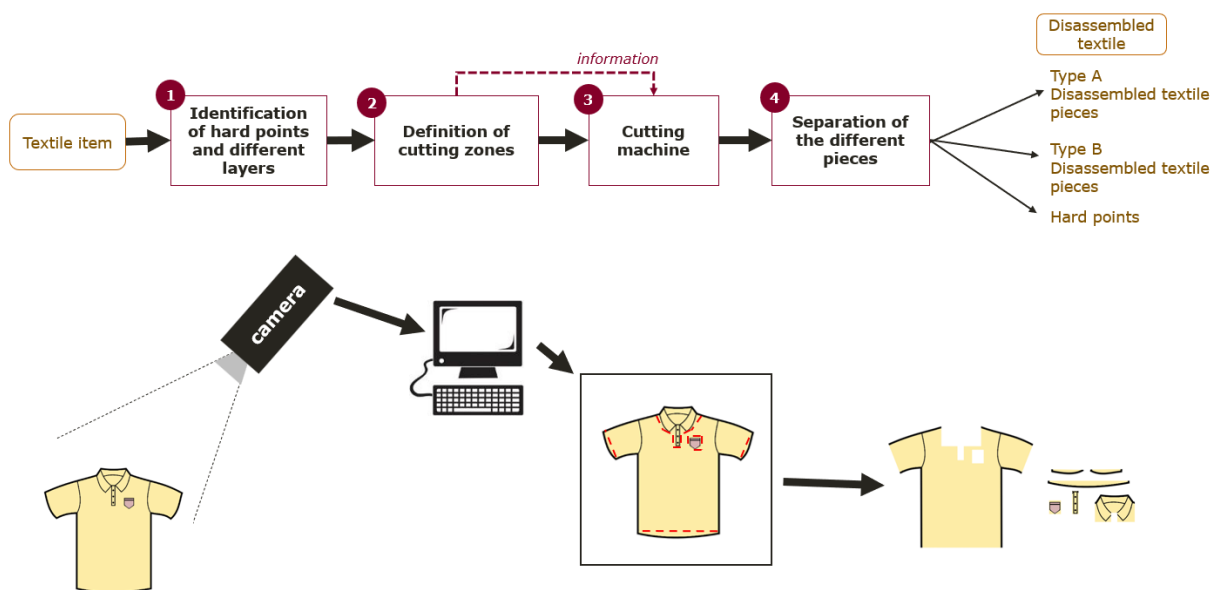 Disassembled
textile
information
1
2
3
4
Textile item
Identification
of hard points
and different
layers
Definition of
cutting zones
Cutting
machine
Separation of
the different
pieces
Type A
Disassembled textile
pieces
Type B
Disassembled textile
pieces
Hard points
camera